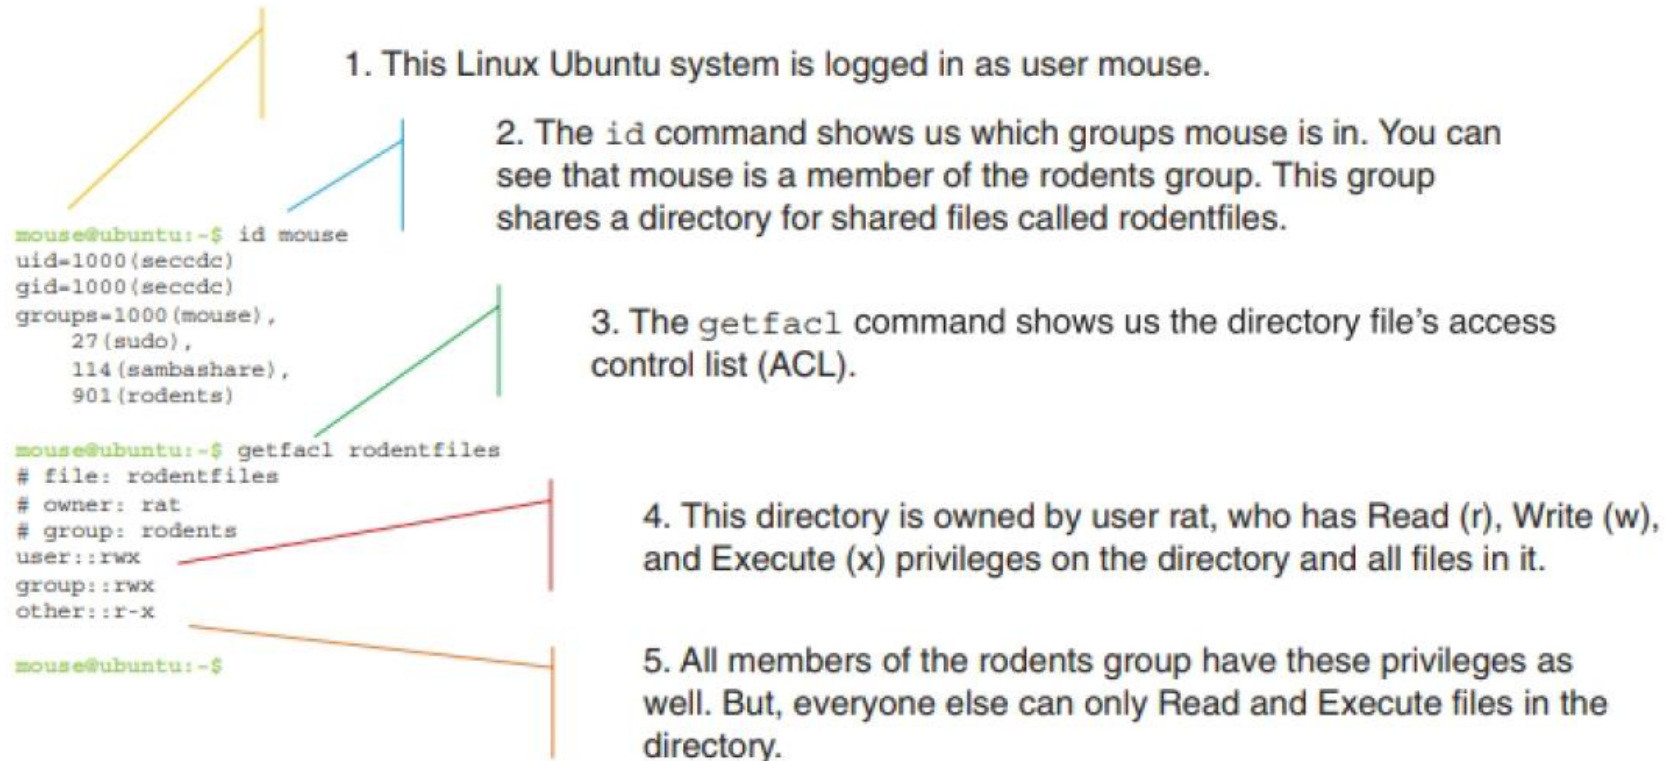 1. This Linux Ubuntu system is logged in as user mouse.
2. The id command shows us which groups mouse is in. You can
see that mouse is a member of the rodents group. This group
shares a directory for shared files called rodentfiles.
mouse@ubuntu:~$ id mouse
uid=1000(seccdc)
gid=1000(seccdc)
groups=1000(mouse),
27(sudo),
114(sambashare),
901(rodents)
3. The getfacl command shows us the directory file's access
control list (ACL).
mouse@ubuntu:~$ getfacl rodentfiles
# file: rodentfiles
# owner: rat
# group: rodents
user::rwx
group::rwx
other::r-x
4. This directory is owned by user rat, who has Read (r), Write (w),
and Execute (x) privileges on the directory and all files in it.
mouse@ubuntu:~$
5. All members of the rodents group have these privileges as
well. But, everyone else can only Read and Execute files in the
directory.